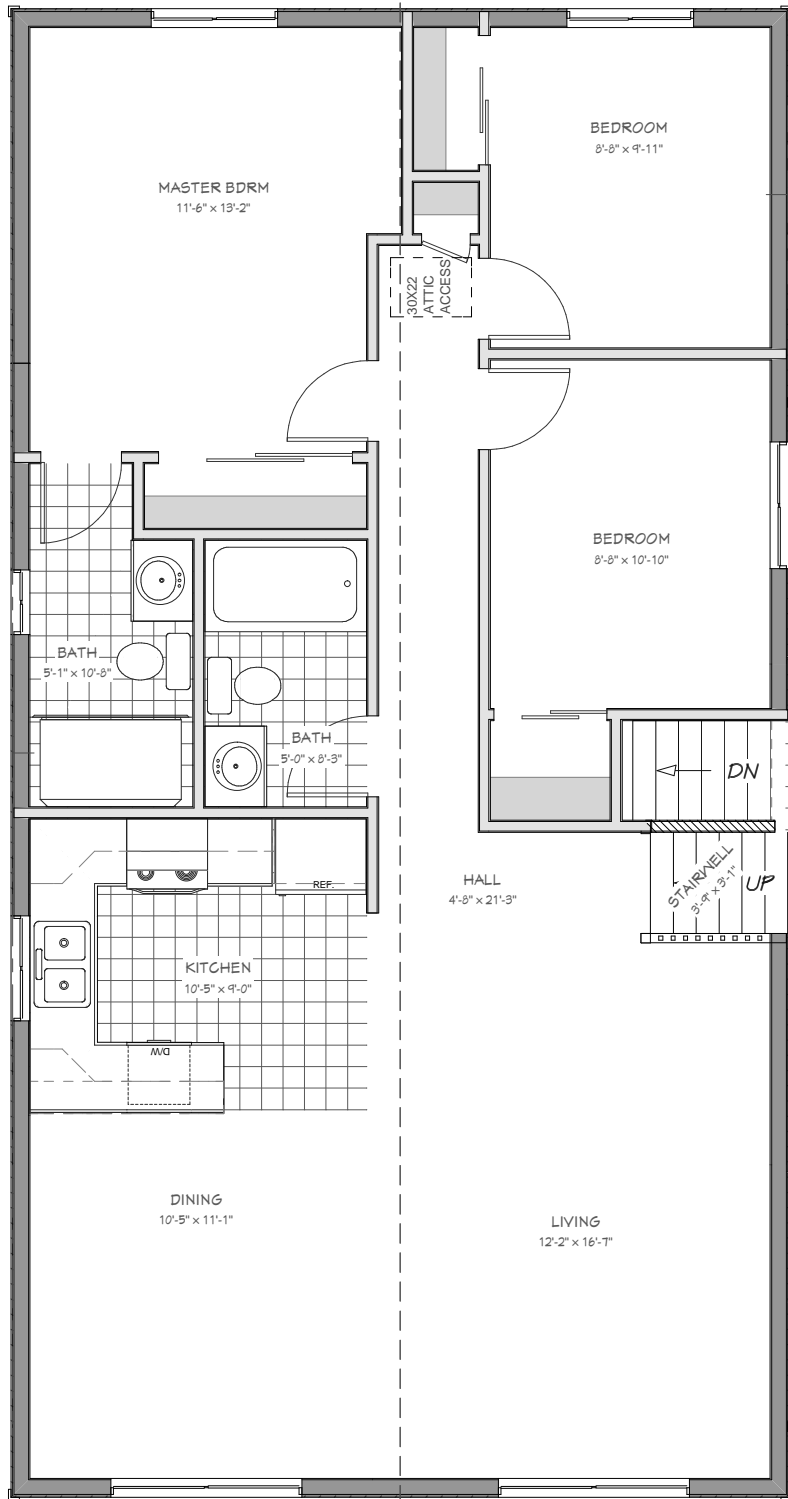 BEDROOM
8'-8" x 9'-11"
MASTER BDRM
11'-6" x 13'-2"
30X22
ATTIC
ACCESS
BEDROOM
8'-8" x 10'-10"
BATH
5'-1" x 10'-8"
BATH
5'-0" x 8'-3"
DN
STAIRWELL
3'-9" x 3'-1"
UP
HALL
4'-8" x 21'-3"
REF.
KITCHEN
10'-5" x 9'-0"
D/W
DINING
10'-5" x 11'-1"
LIVING
12'-2" x 16'-7"